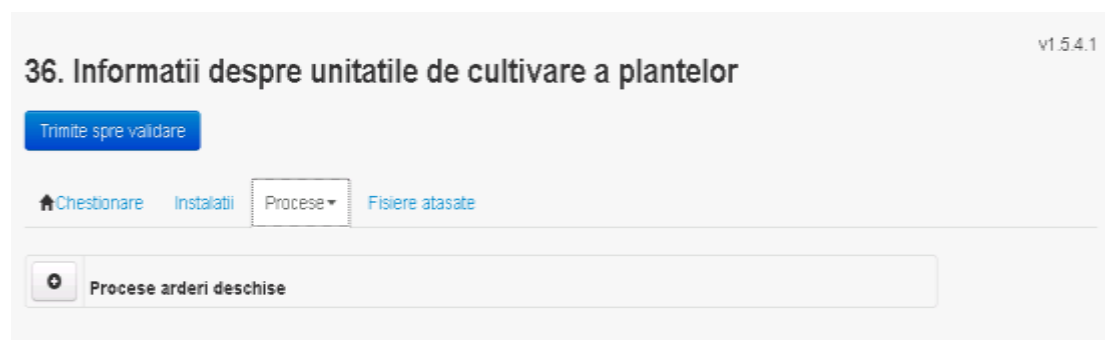 v1.5.4.1
36. Informatii despre unitatile de cultivare a plantelor
Trimite spre validare
Chestionare Instalatii Procese Fisiere atasate
Procese arderi deschise